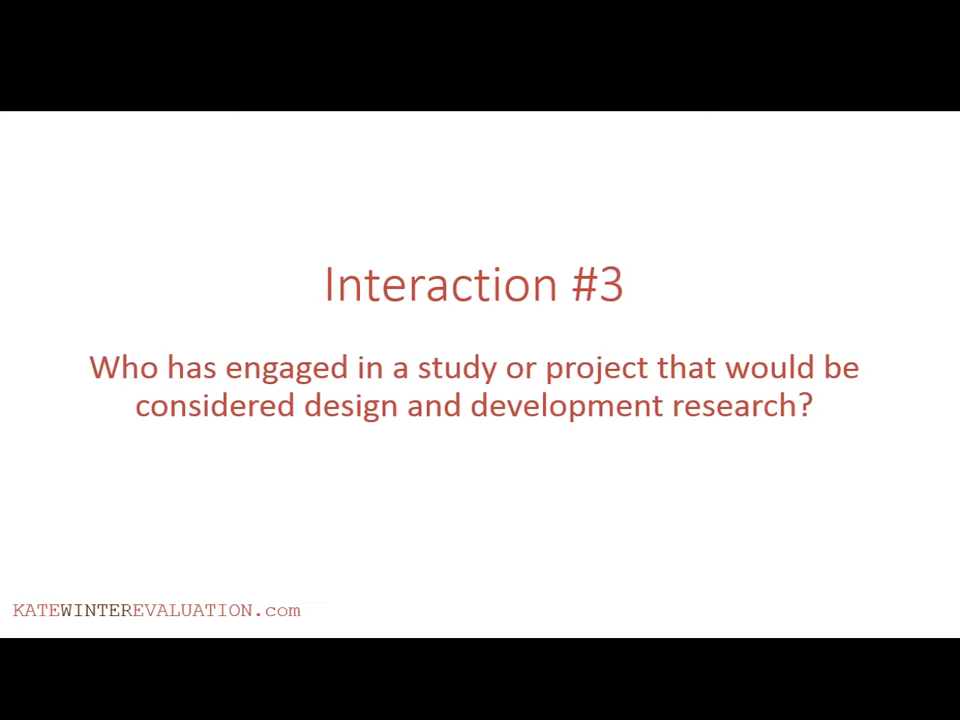 Interaction #3
Who has engaged in a study or project that would be
considered design and development research?
KATEWINTEREVALUATION.com